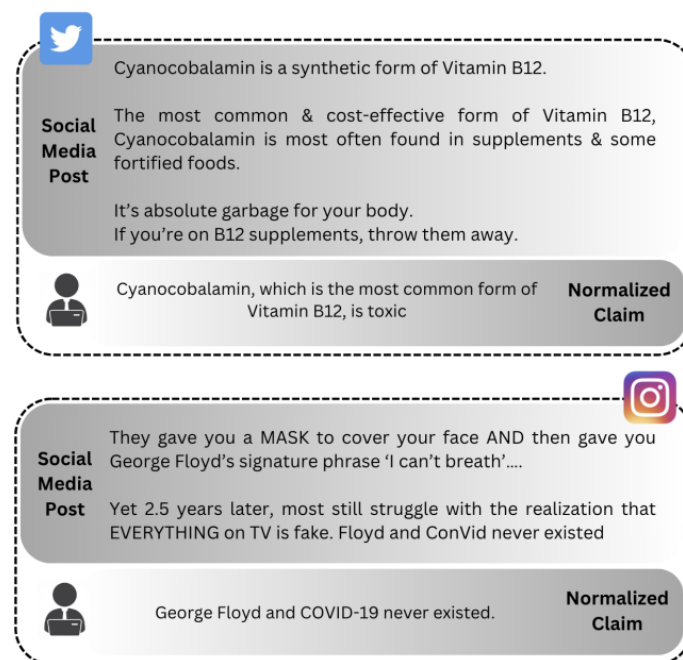 Social
Media
Post
Cyanocobalamin is a synthetic form of Vitamin B12.
The most common & cost-effective form of Vitamin B12,
Cyanocobalamin is most often found in supplements & some
fortified foods.
It's absolute garbage for your body.
If you're on B12 supplements, throw them away.
Cyanocobalamin, which is the most common form of
Vitamin B12, is toxic
Normalized
Claim
Social
Media
Post
They gave you a MASK to cover your face AND then gave you
George Floyd's signature phrase ‘I can't breath’....
Yet 2.5 years later, most still struggle with the realization that
EVERYTHING on TV is fake. Floyd and ConVid never existed
George Floyd and COVID-19 never existed.
Normalized
Claim